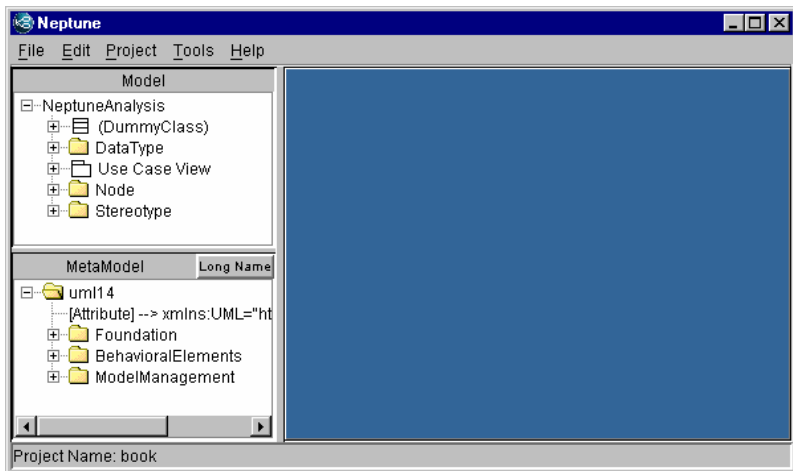 Neptune
File Edit Project Tools Help
Model
NeptuneAnalysis
(DummyClass)
DataType
Use Case View
Node
Stereotype
MetaModel Long Name
uml14
[Attribute] --> xmlns:UML="ht
Foundation
BehavioralElements
ModelManagement
Project Name: book